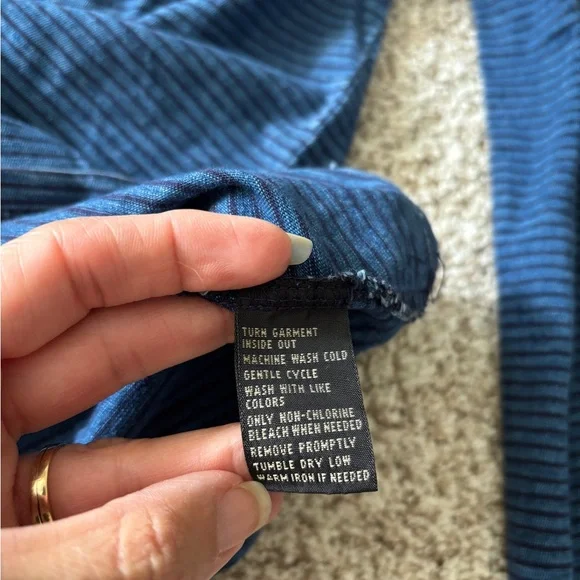 TURN GARMENT
INSIDE OUT
MACHINE WASH COLD
GENTLE CYCLE
WASH WITH LIKE
COLORS
ONLY NON-CHLORINE
BLEACH WHEN NEEDED
REMOVE PROMPTLY
TUMBLE DRY LOW
WARM IRON IF NEEDED